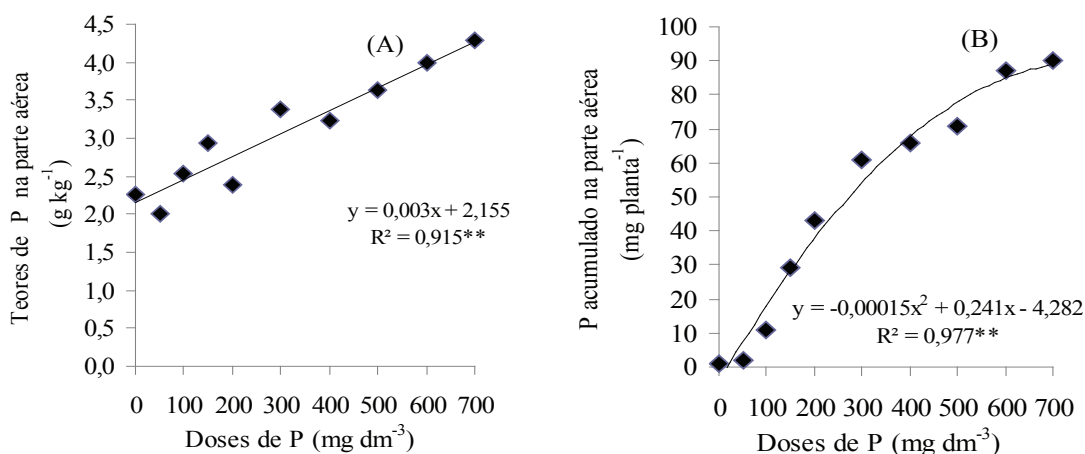 (A)
Teores de P na parte aérea
(g kg⁻¹)
4,5
4,0
3,5
3,0
2,5
2,0
1,5
1,0
0,5
0,0
y = 0,003x + 2,155
R² = 0,915**
0 100 200 300 400 500 600 700
Doses de P (mg dm⁻³)
(B)
P acumulado na parte aérea
(mg planta⁻¹)
100
90
80
70
60
50
40
30
20
10
0
y = -0,00015x² + 0,241x - 4,282
R² = 0,977**
0 100 200 300 400 500 600 700
Doses de P (mg dm⁻³)